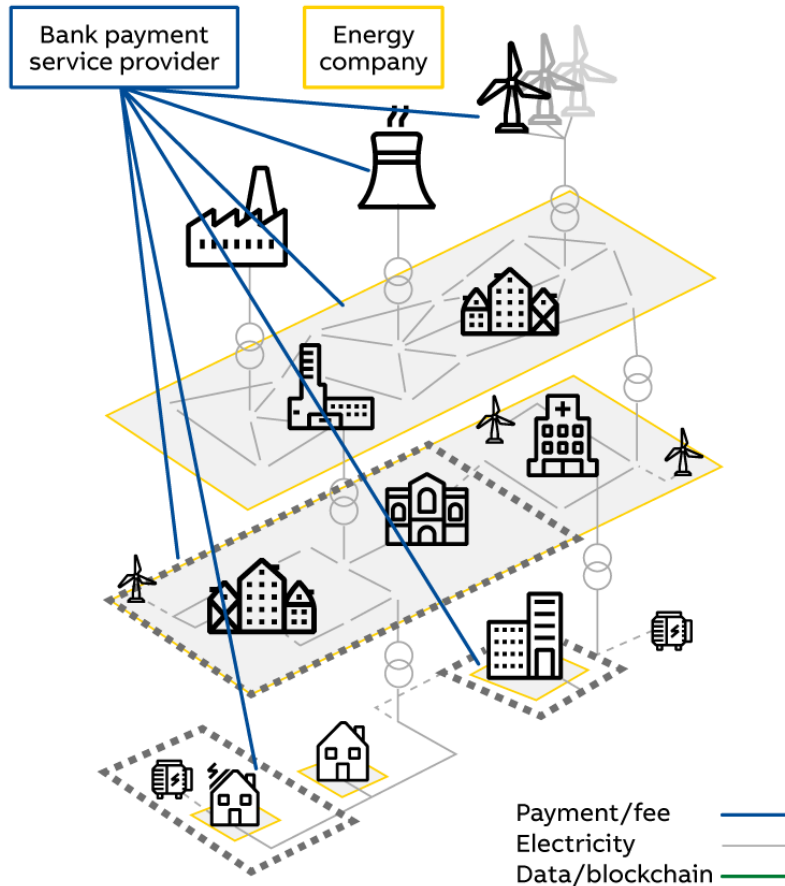 Bank payment
service provider
Energy
company
Payment/fee
Electricity
Data/blockchain